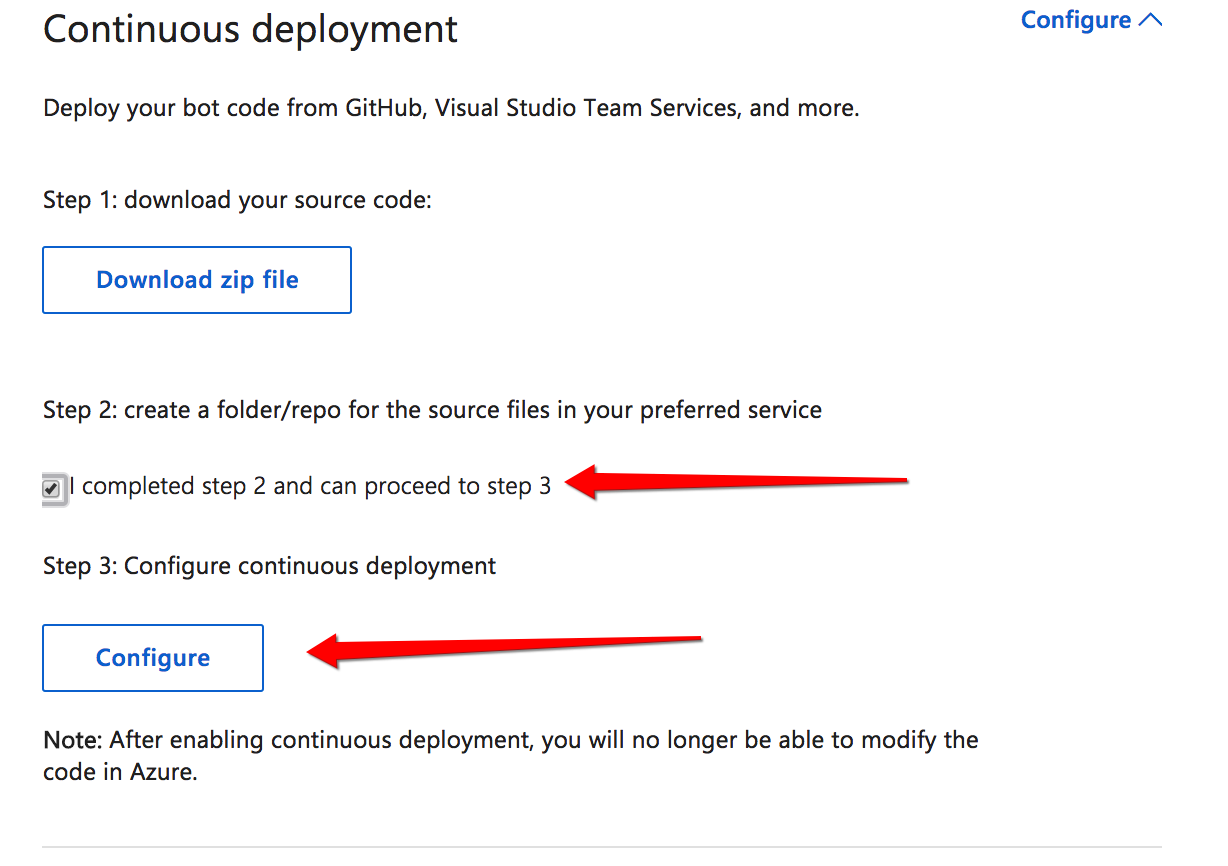 Continuous deployment
Configure
Deploy your bot code from GitHub, Visual Studio Team Services, and more.
Step 1: download your source code:
Download zip file
Step 2: create a folder/repo for the source files in your preferred service
I completed step 2 and can proceed to step 3
Step 3: Configure continuous deployment
Configure
Note: After enabling continuous deployment, you will no longer be able to modify the
code in Azure.